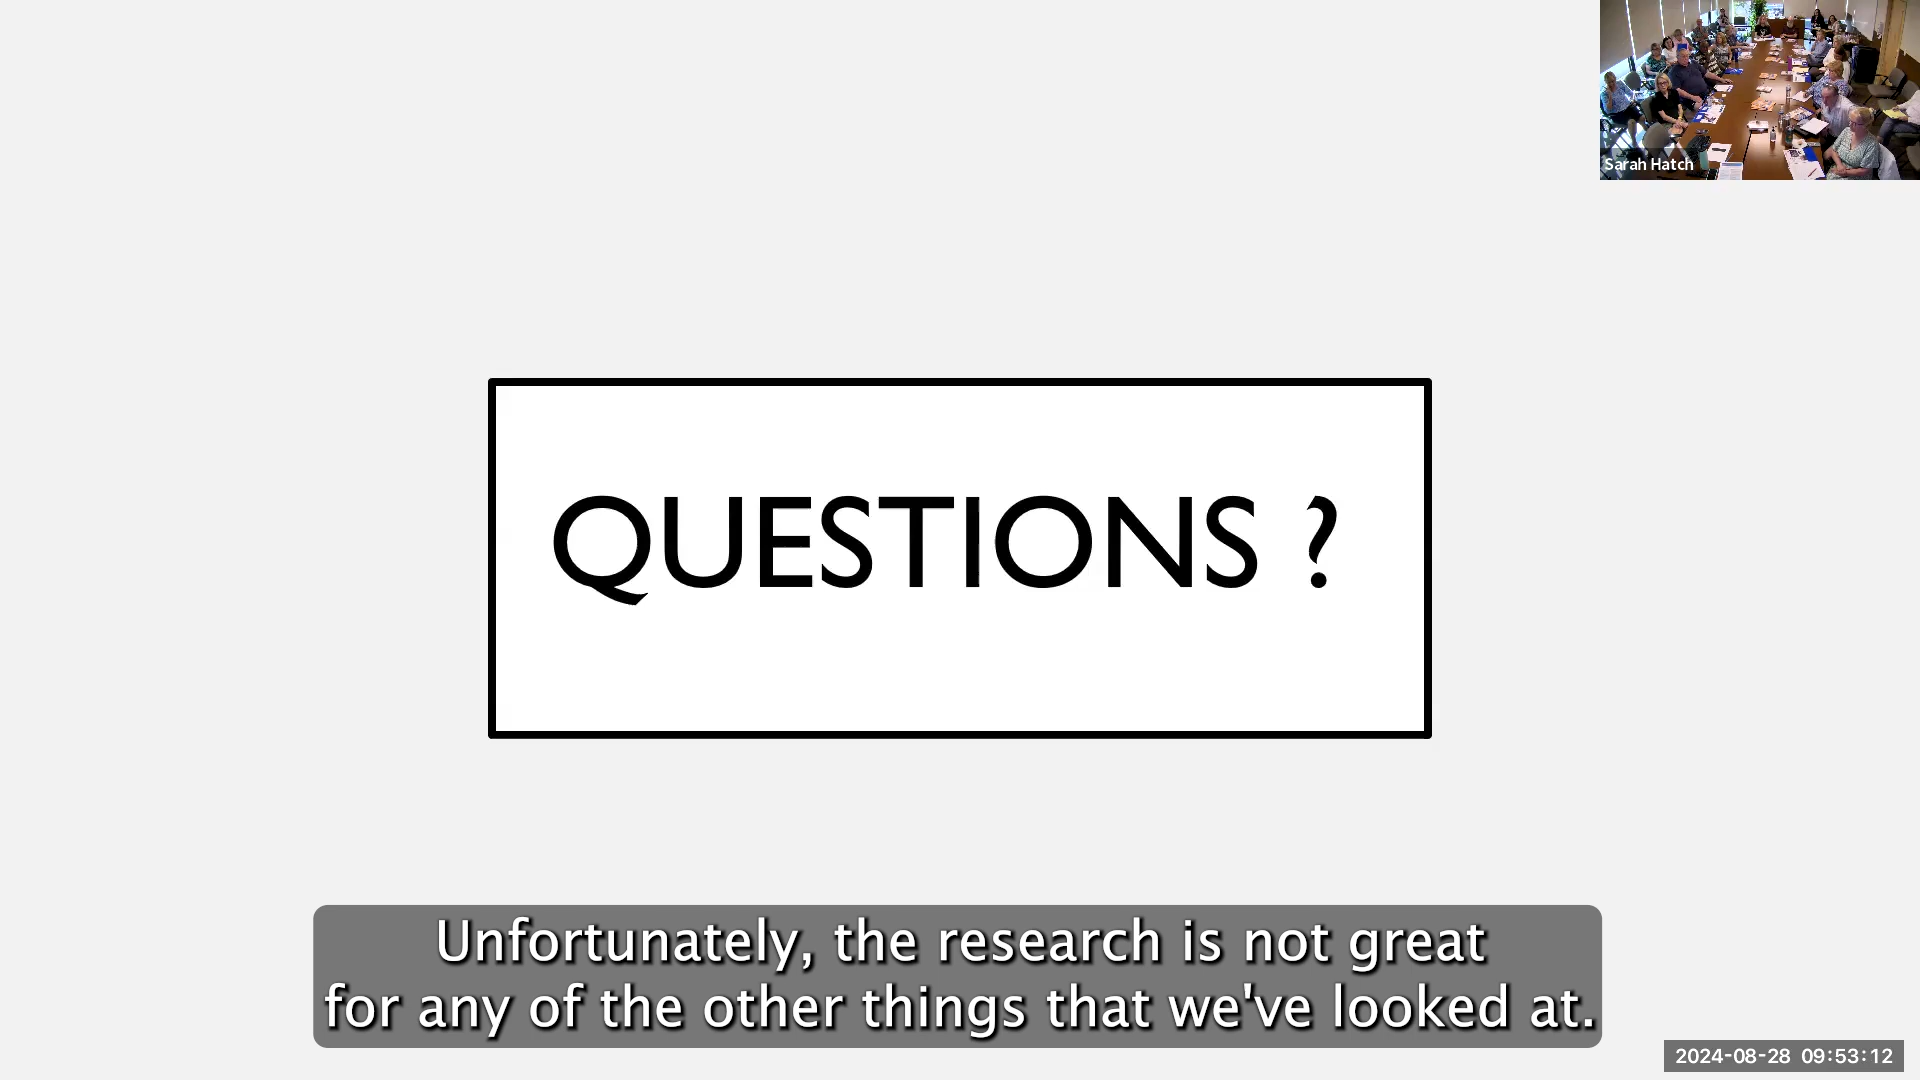 Sarah Hatch
QUESTIONS ?
Unfortunately, the research is not great
for any of the other things that we've looked at.
2024-08-28 09:53:12